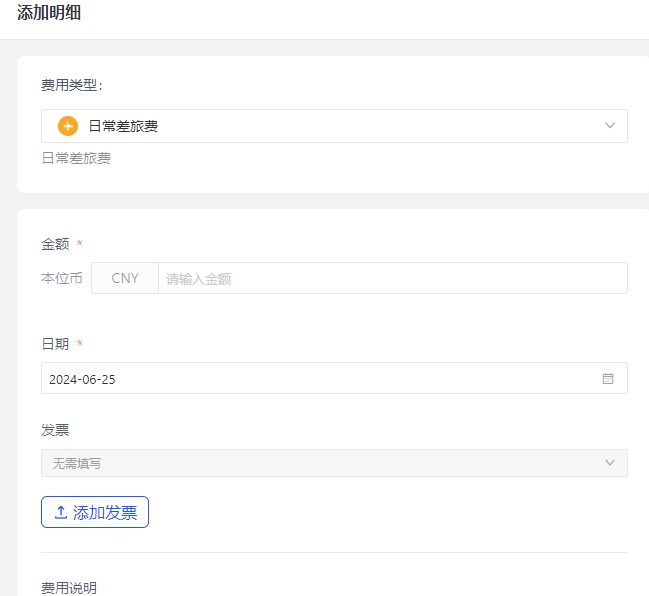 添加明细
费用类型：
日常差旅费
日常差旅费
金额 *
本位币 CNY 请输入金额
日期 *
2024-06-25
发票
无需填写
添加发票
费用说明